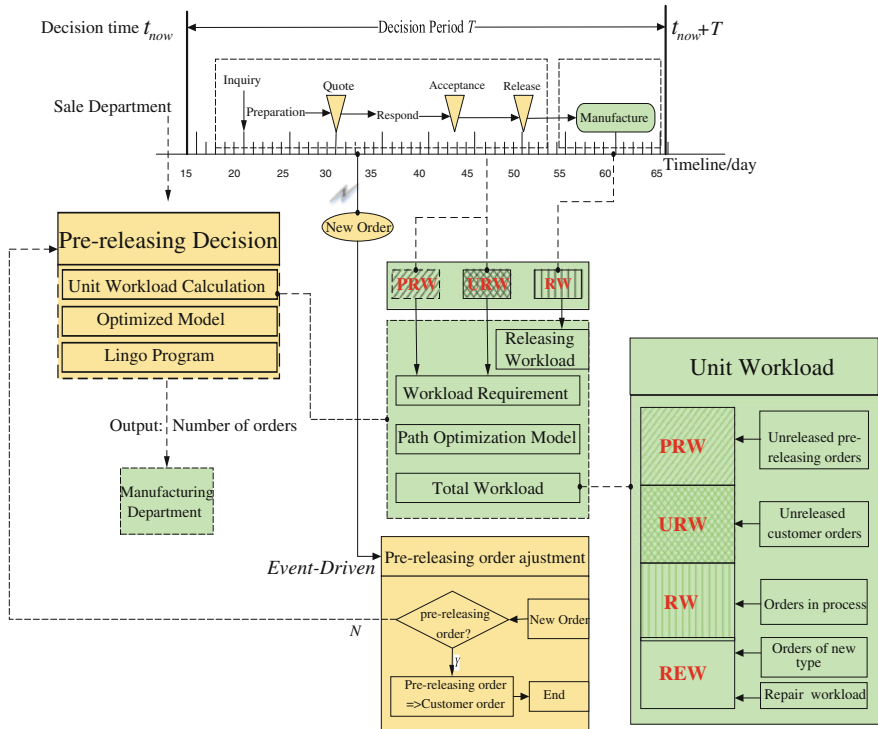 Decision time t_now
Decision Period T
t_now+T
Inquiry
Quote
Acceptance
Release
Sale Department
Preparation
Respond
Manufacture
Timeline/day
15 20 25 30 35 40 45 50 55 60 65
New Order
Pre-releasing Decision
Unit Workload Calculation
Optimized Model
Lingo Program
PRW
URW
RW
Releasing
Workload
Workload Requirement
Path Optimization Model
Total Workload
Output: Number of orders
Manufacturing
Department
Unit Workload
PRW
Unreleased pre-
releasing orders
URW
Unreleased
customer orders
RW
Orders in process
REW
Orders of new
type
Repair workload
Event-Driven
Pre-releasing order ajustment
pre-releasing
order?
New Order
N
Y
Pre-releasing order
=>Customer order
End